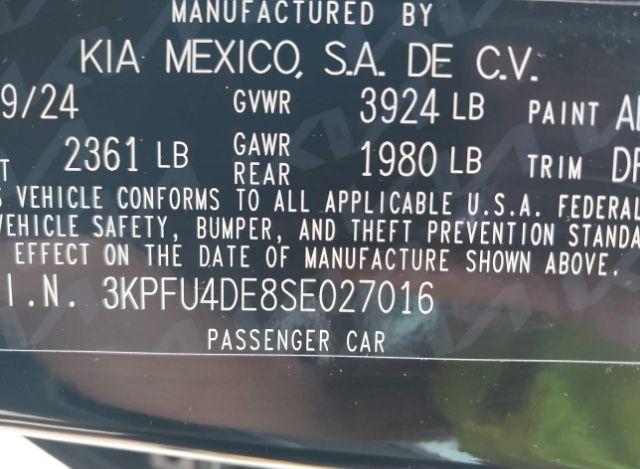 MANUFACTURED BY
KIA MEXICO, S.A. DE C.V.
9/24 GVWR 3924 LB PAINT
T 2361 LB GAWR REAR 1980 LB TRIM
S VEHICLE CONFORMS TO ALL APPLICABLE U.S.A. FEDERAL
VEHICLE SAFETY, BUMPER, AND THEFT PREVENTION STANDA
EFFECT ON THE DATE OF MANUFACTURE SHOWN ABOVE.
I.N. 3KPFU4DE8SE027016
PASSENGER CAR